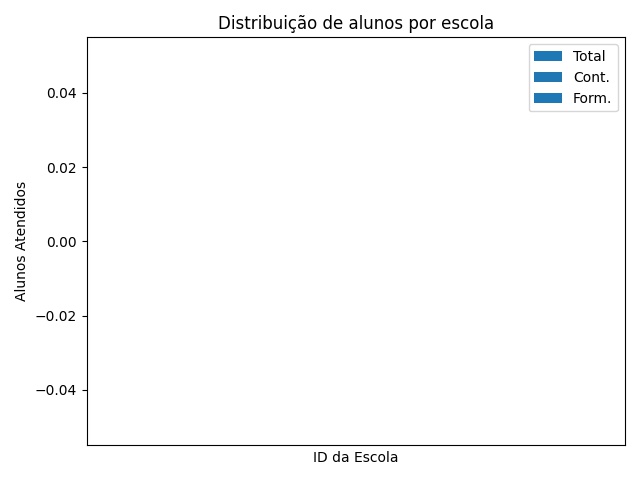 Distribuição de alunos por escola
Total
Cont.
Form.
0.04
0.02
0.00
−0.02
−0.04
Alunos Atendidos
ID da Escola